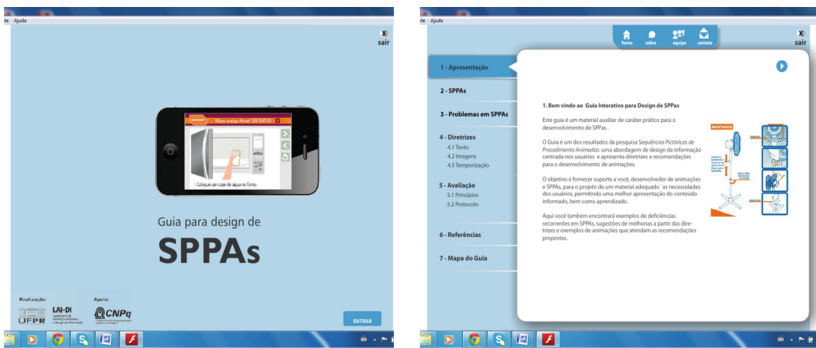 Ajuda
sair
Coloque um copo de água no forno.
Guia para design de
SPPAs
Realização:
Apoio:
UFPR
LAI-DI
CNPq
ENTRAR
Ajuda
home sobre equipe contato
sair
1 - Apresentação
2 - SPPAs
3 - Problemas em SPPAs
4 - Diretrizes
4.1 Texto
4.2 Imagens
4.3 Temporização
5 - Avaliação
5.1 Princípios
5.2 Protocolo
6 - Referências
7 - Mapa do Guia
1. Bem vindo ao Guia Interativo para Design de SPPas
Este guia é um material auxiliar de caráter prático para o
desenvolvimento de SPPas .
O Guia é um dos resultados da pesquisa Sequências Pictóricas de
Procedimento Animadas: uma abordagem de design da informação
centrada nos usuários e apresenta diretrizes e recomendações
para o desenvolvimento de animações.
O objetivo é fornecer suporte a você, desenvolvedor de animações
e SPPAs, para o projeto de um material adequado `as necessidades
dos usuários, permitindo uma melhor apresentação do conteúdo
informado, bem como aprendizado.
Aqui você também encontrará exemplos de deficiências
recorrentes em SPPAs, sugestões de melhorias a partir das dire-
trizes e exemplos de animações que atendam as recomendações
propostas.